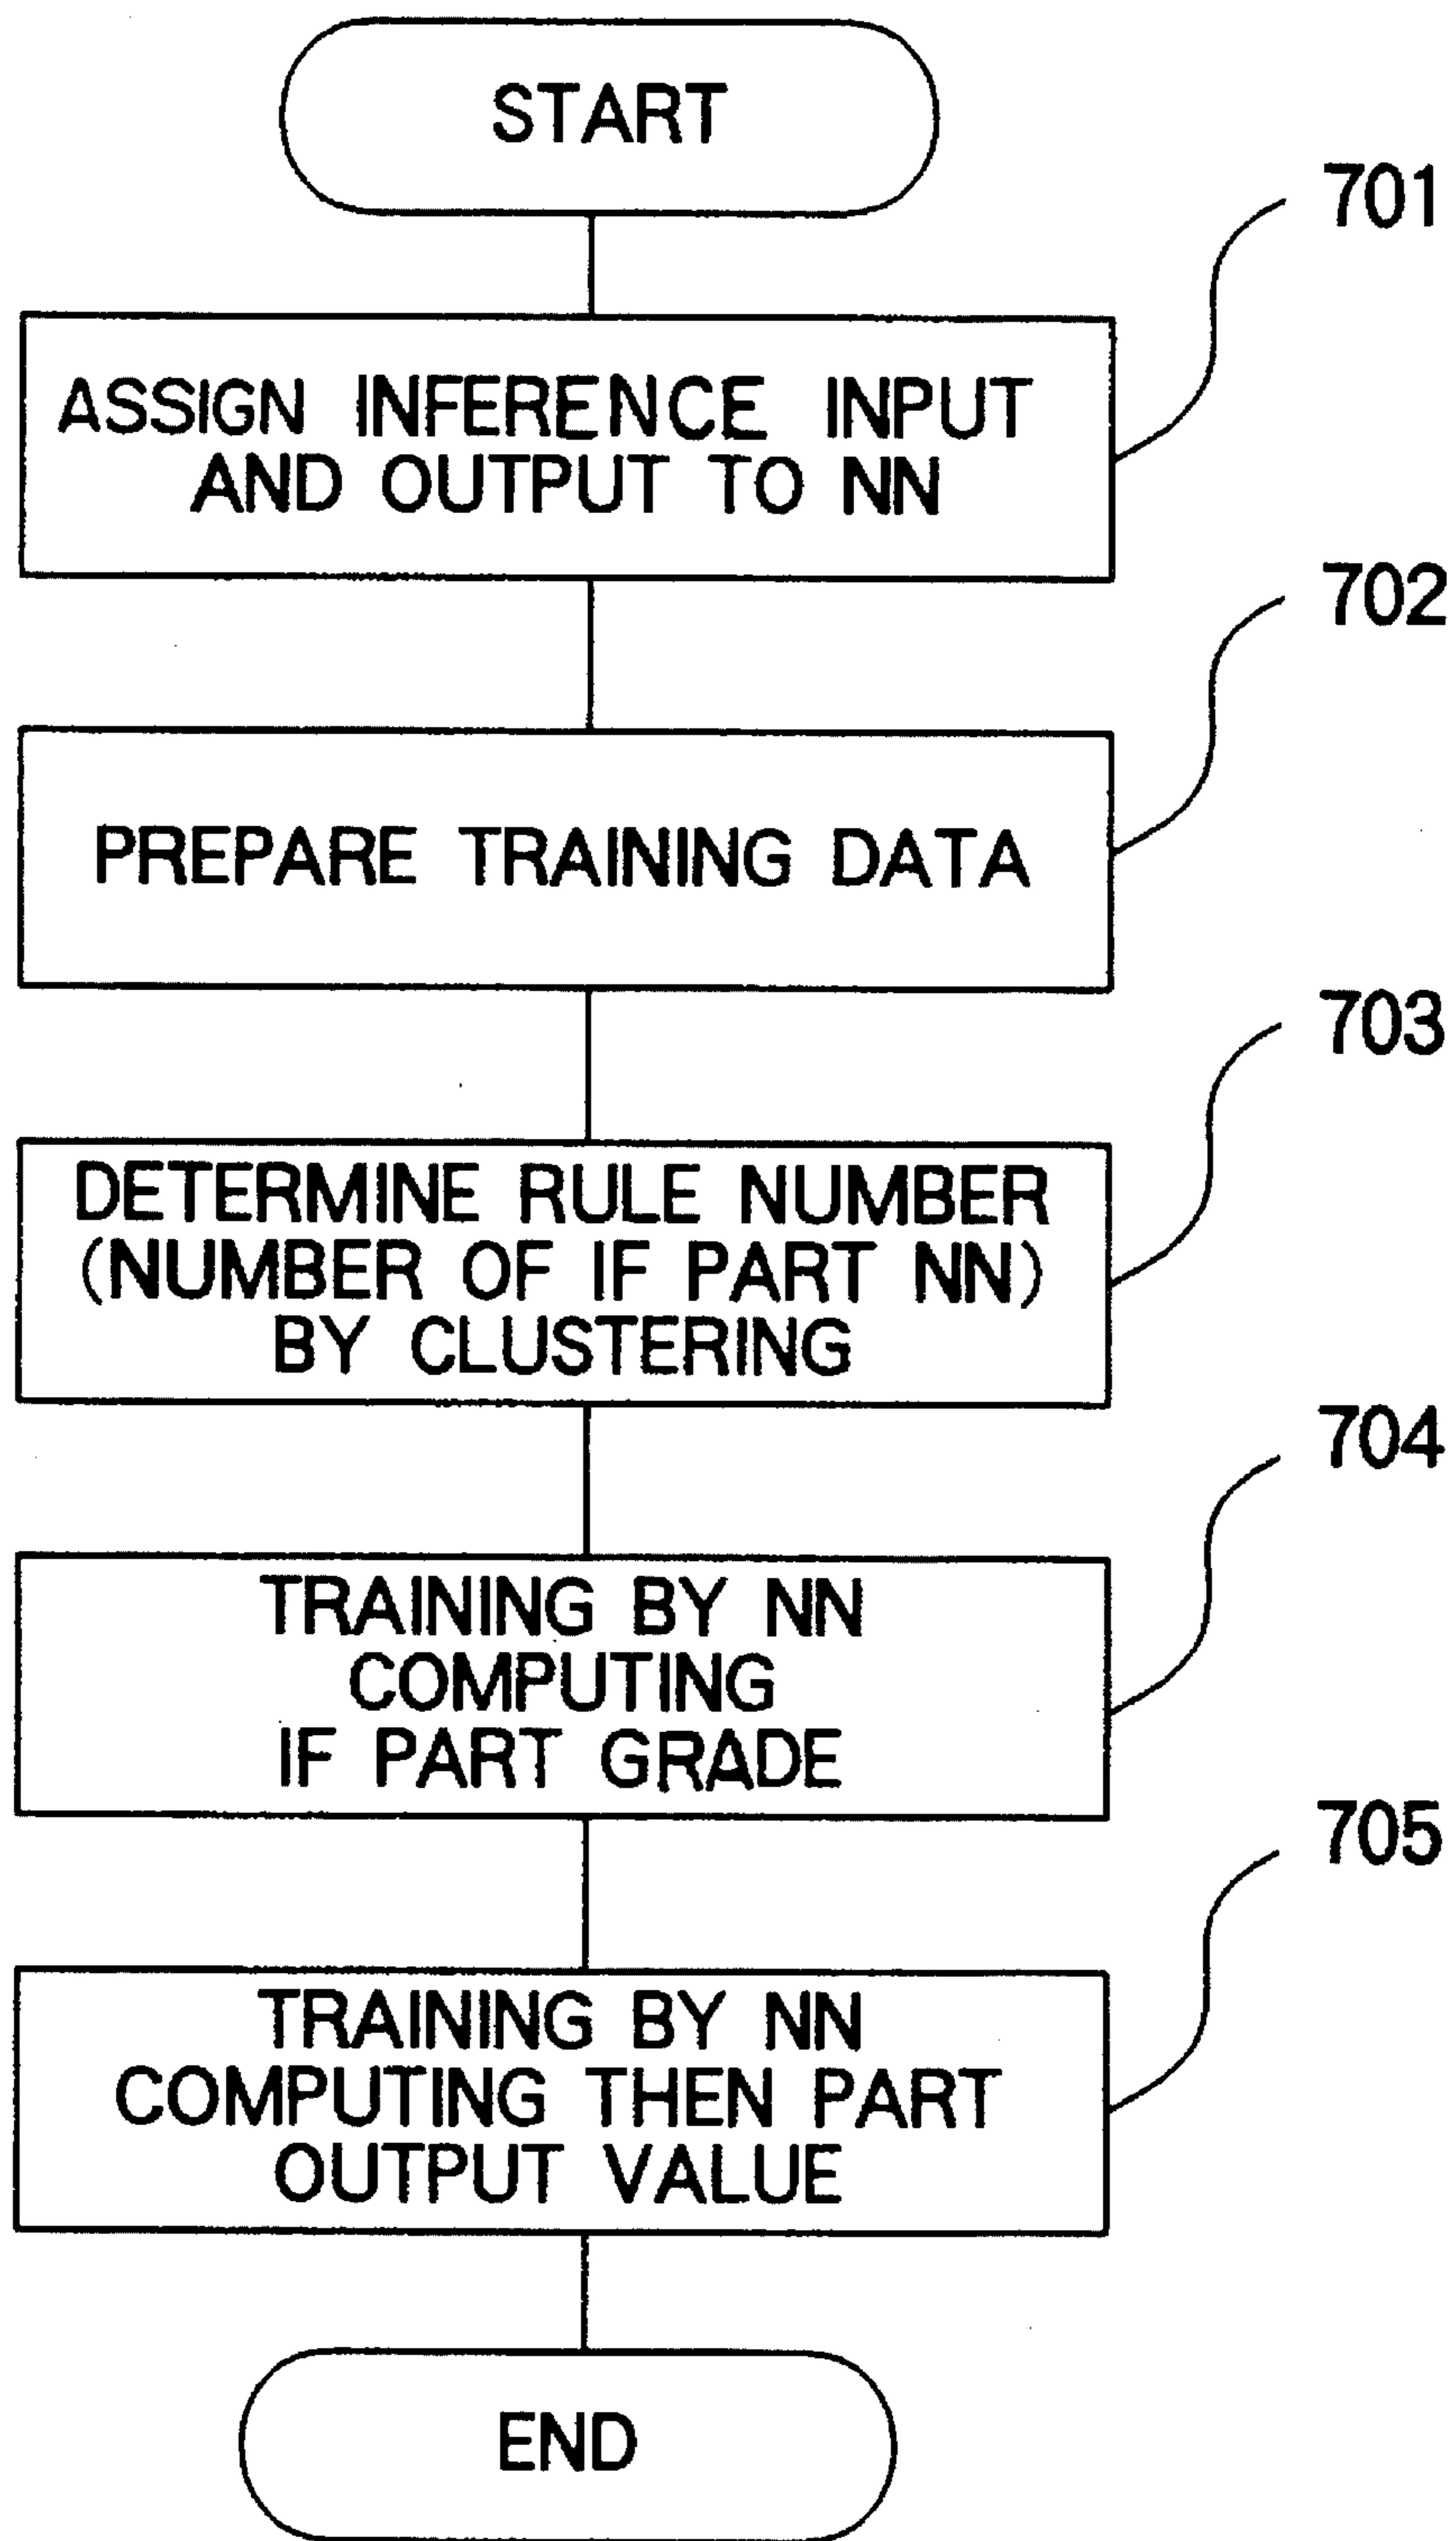 START
701
ASSIGN INFERENCE INPUT
AND OUTPUT TO NN
702
PREPARE TRAINING DATA
703
DETERMINE RULE NUMBER
(NUMBER OF IF PART NN)
BY CLUSTERING
704
TRAINING BY NN
COMPUTING
IF PART GRADE
705
TRAINING BY NN
COMPUTING THEN PART
OUTPUT VALUE
END